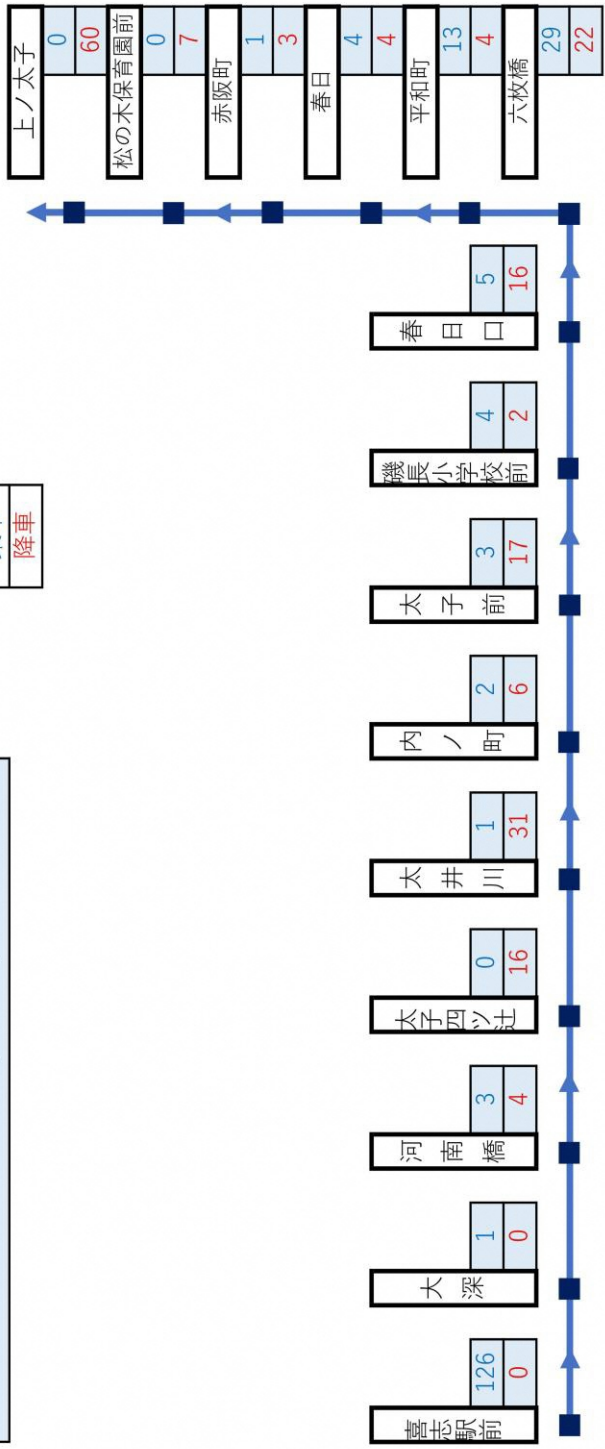 降車
上ノ太子
0
60
松の木保育園前
0
7
赤阪町
1
3
春日
4
4
平和町
13
4
六枚橋
29
22
春日口
5
16
磯長小学校前
4
2
太子前
3
17
内ノ町
2
6
太井川
1
31
太子四ツ辻
0
16
河南橋
3
4
大深
1
0
喜志駅前
126
0